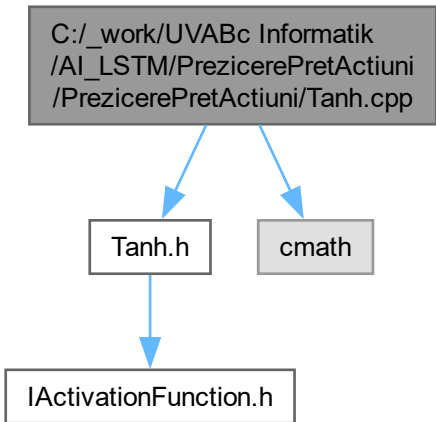 C:/_work/UVABc Informatik
/AI_LSTM/PrezicerePretActiuni
/PrezicerePretActiuni/Tanh.cpp
Tanh.h
cmath
IActivationFunction.h